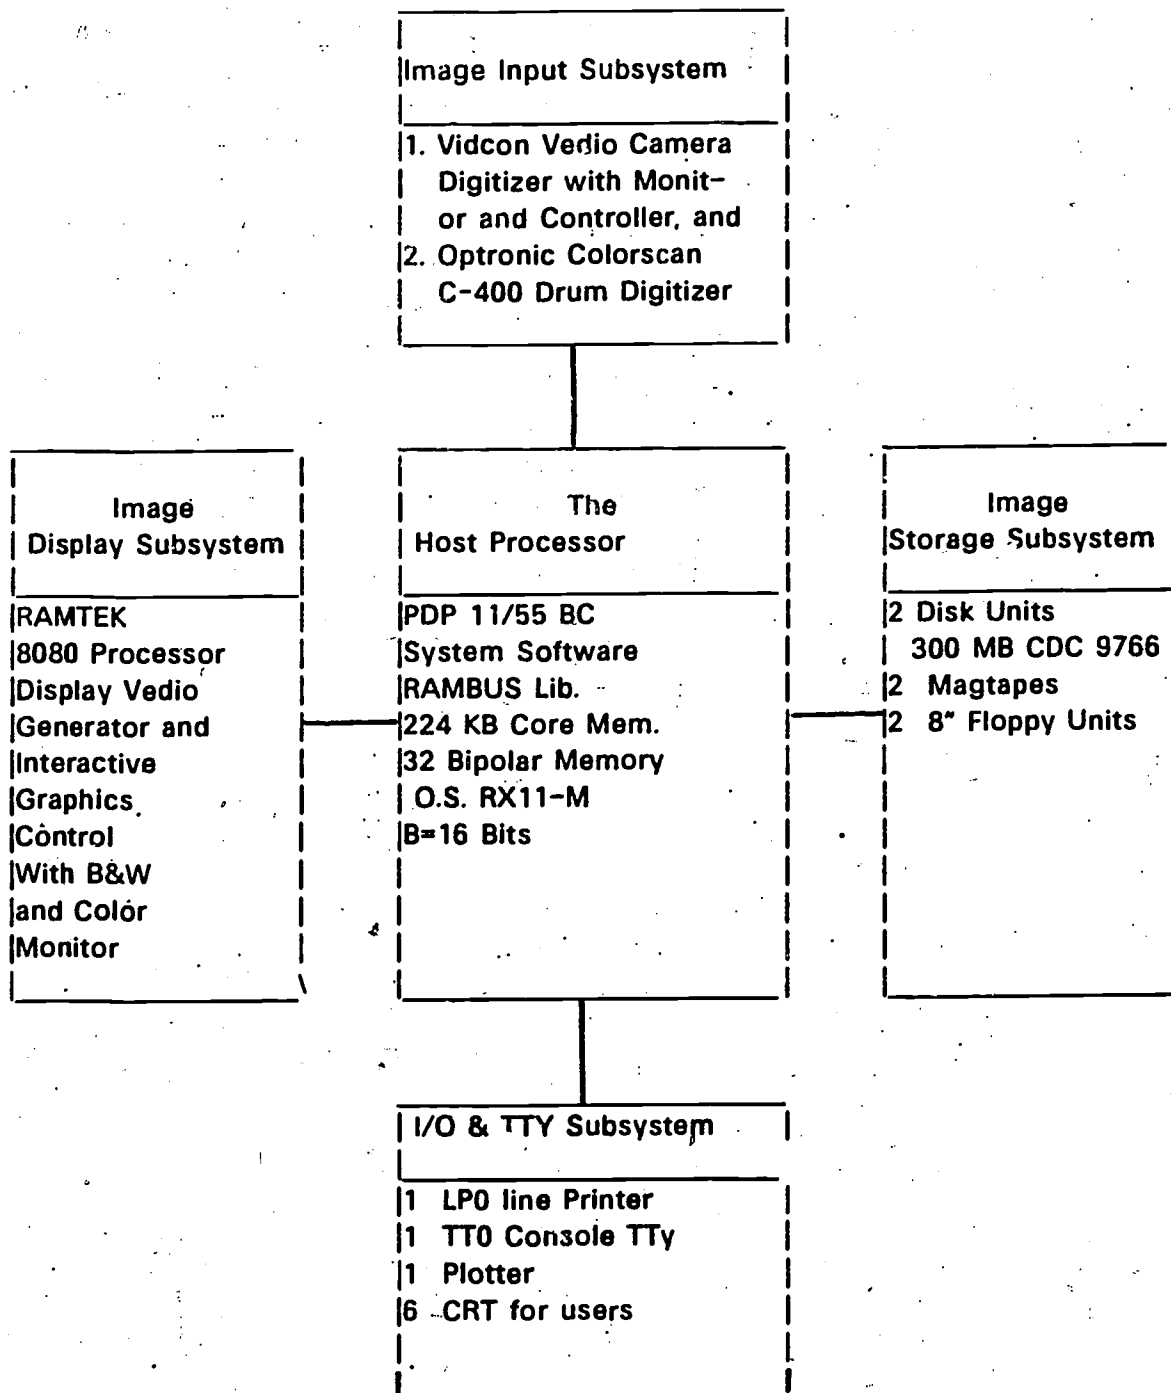 Image Input Subsystem
1. Vidcon Vedio Camera
Digitizer with Monit-
or and Controller, and
2. Optronic Colorscan
C-400 Drum Digitizer
Image
Display Subsystem
RAMTEK
8080 Processor
Display Vedio
Generator and
Interactive
Graphics
Control
With B&W
and Color
Monitor
The
Host Processor
PDP 11/55 BC
System Software
RAMBUS Lib.
224 KB Core Mem.
32 Bipolar Memory
O.S. RX11-M
B=16 Bits
Image
Storage Subsystem
2 Disk Units
300 MB CDC 9766
2 Magtapes
2 8" Floppy Units
I/O & TTY Subsystem
1 LP0 line Printer
1 TT0 Console TTy
1 Plotter
6 CRT for users